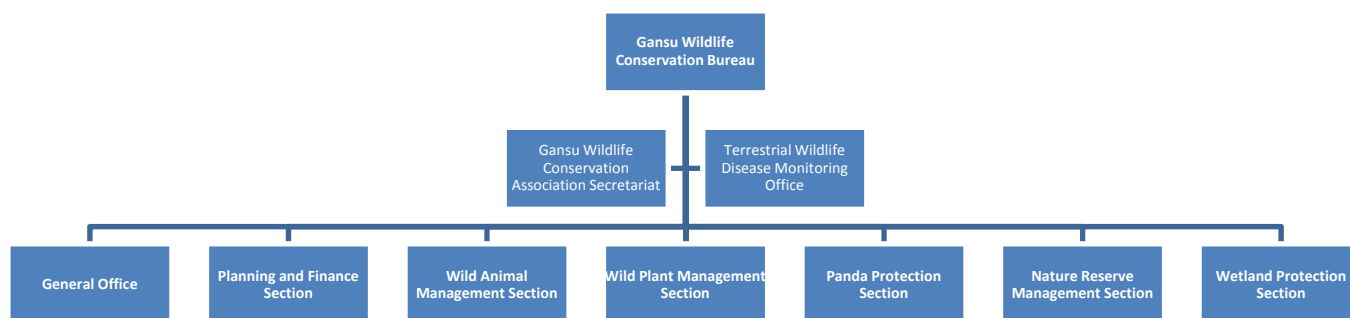 Gansu Wildlife
Conservation Bureau
Gansu Wildlife
Conservation
Association Secretariat
Terrestrial Wildlife
Disease Monitoring
Office
General Office
Planning and Finance
Section
Wild Animal
Management Section
Wild Plant Management
Section
Panda Protection
Section
Nature Reserve
Management Section
Wetland Protection
Section